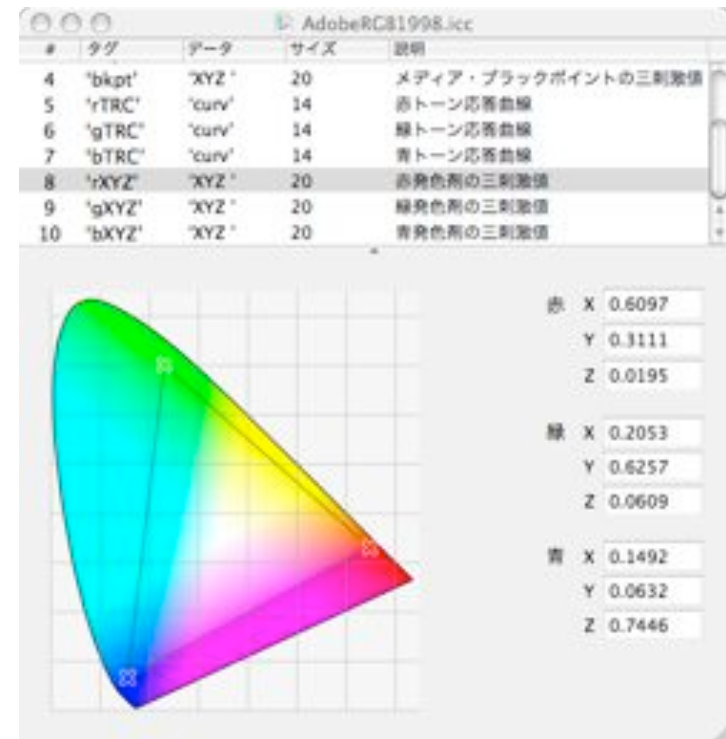 AdobeRGB1998.icc
# タグ データ サイズ 説明
4 'bkpt' 'XYZ ' 20 メディア・ブラックポイントの三刺激値
5 'rTRC' 'curv' 14 赤トーン応答曲線
6 'gTRC' 'curv' 14 緑トーン応答曲線
7 'bTRC' 'curv' 14 青トーン応答曲線
8 'rXYZ' 'XYZ ' 20 赤発色剤の三刺激値
9 'gXYZ' 'XYZ ' 20 緑発色剤の三刺激値
10 'bXYZ' 'XYZ ' 20 青発色剤の三刺激値
赤 X 0.6097
Y 0.3111
Z 0.0195
緑 X 0.2053
Y 0.6257
Z 0.0609
青 X 0.1492
Y 0.0632
Z 0.7446